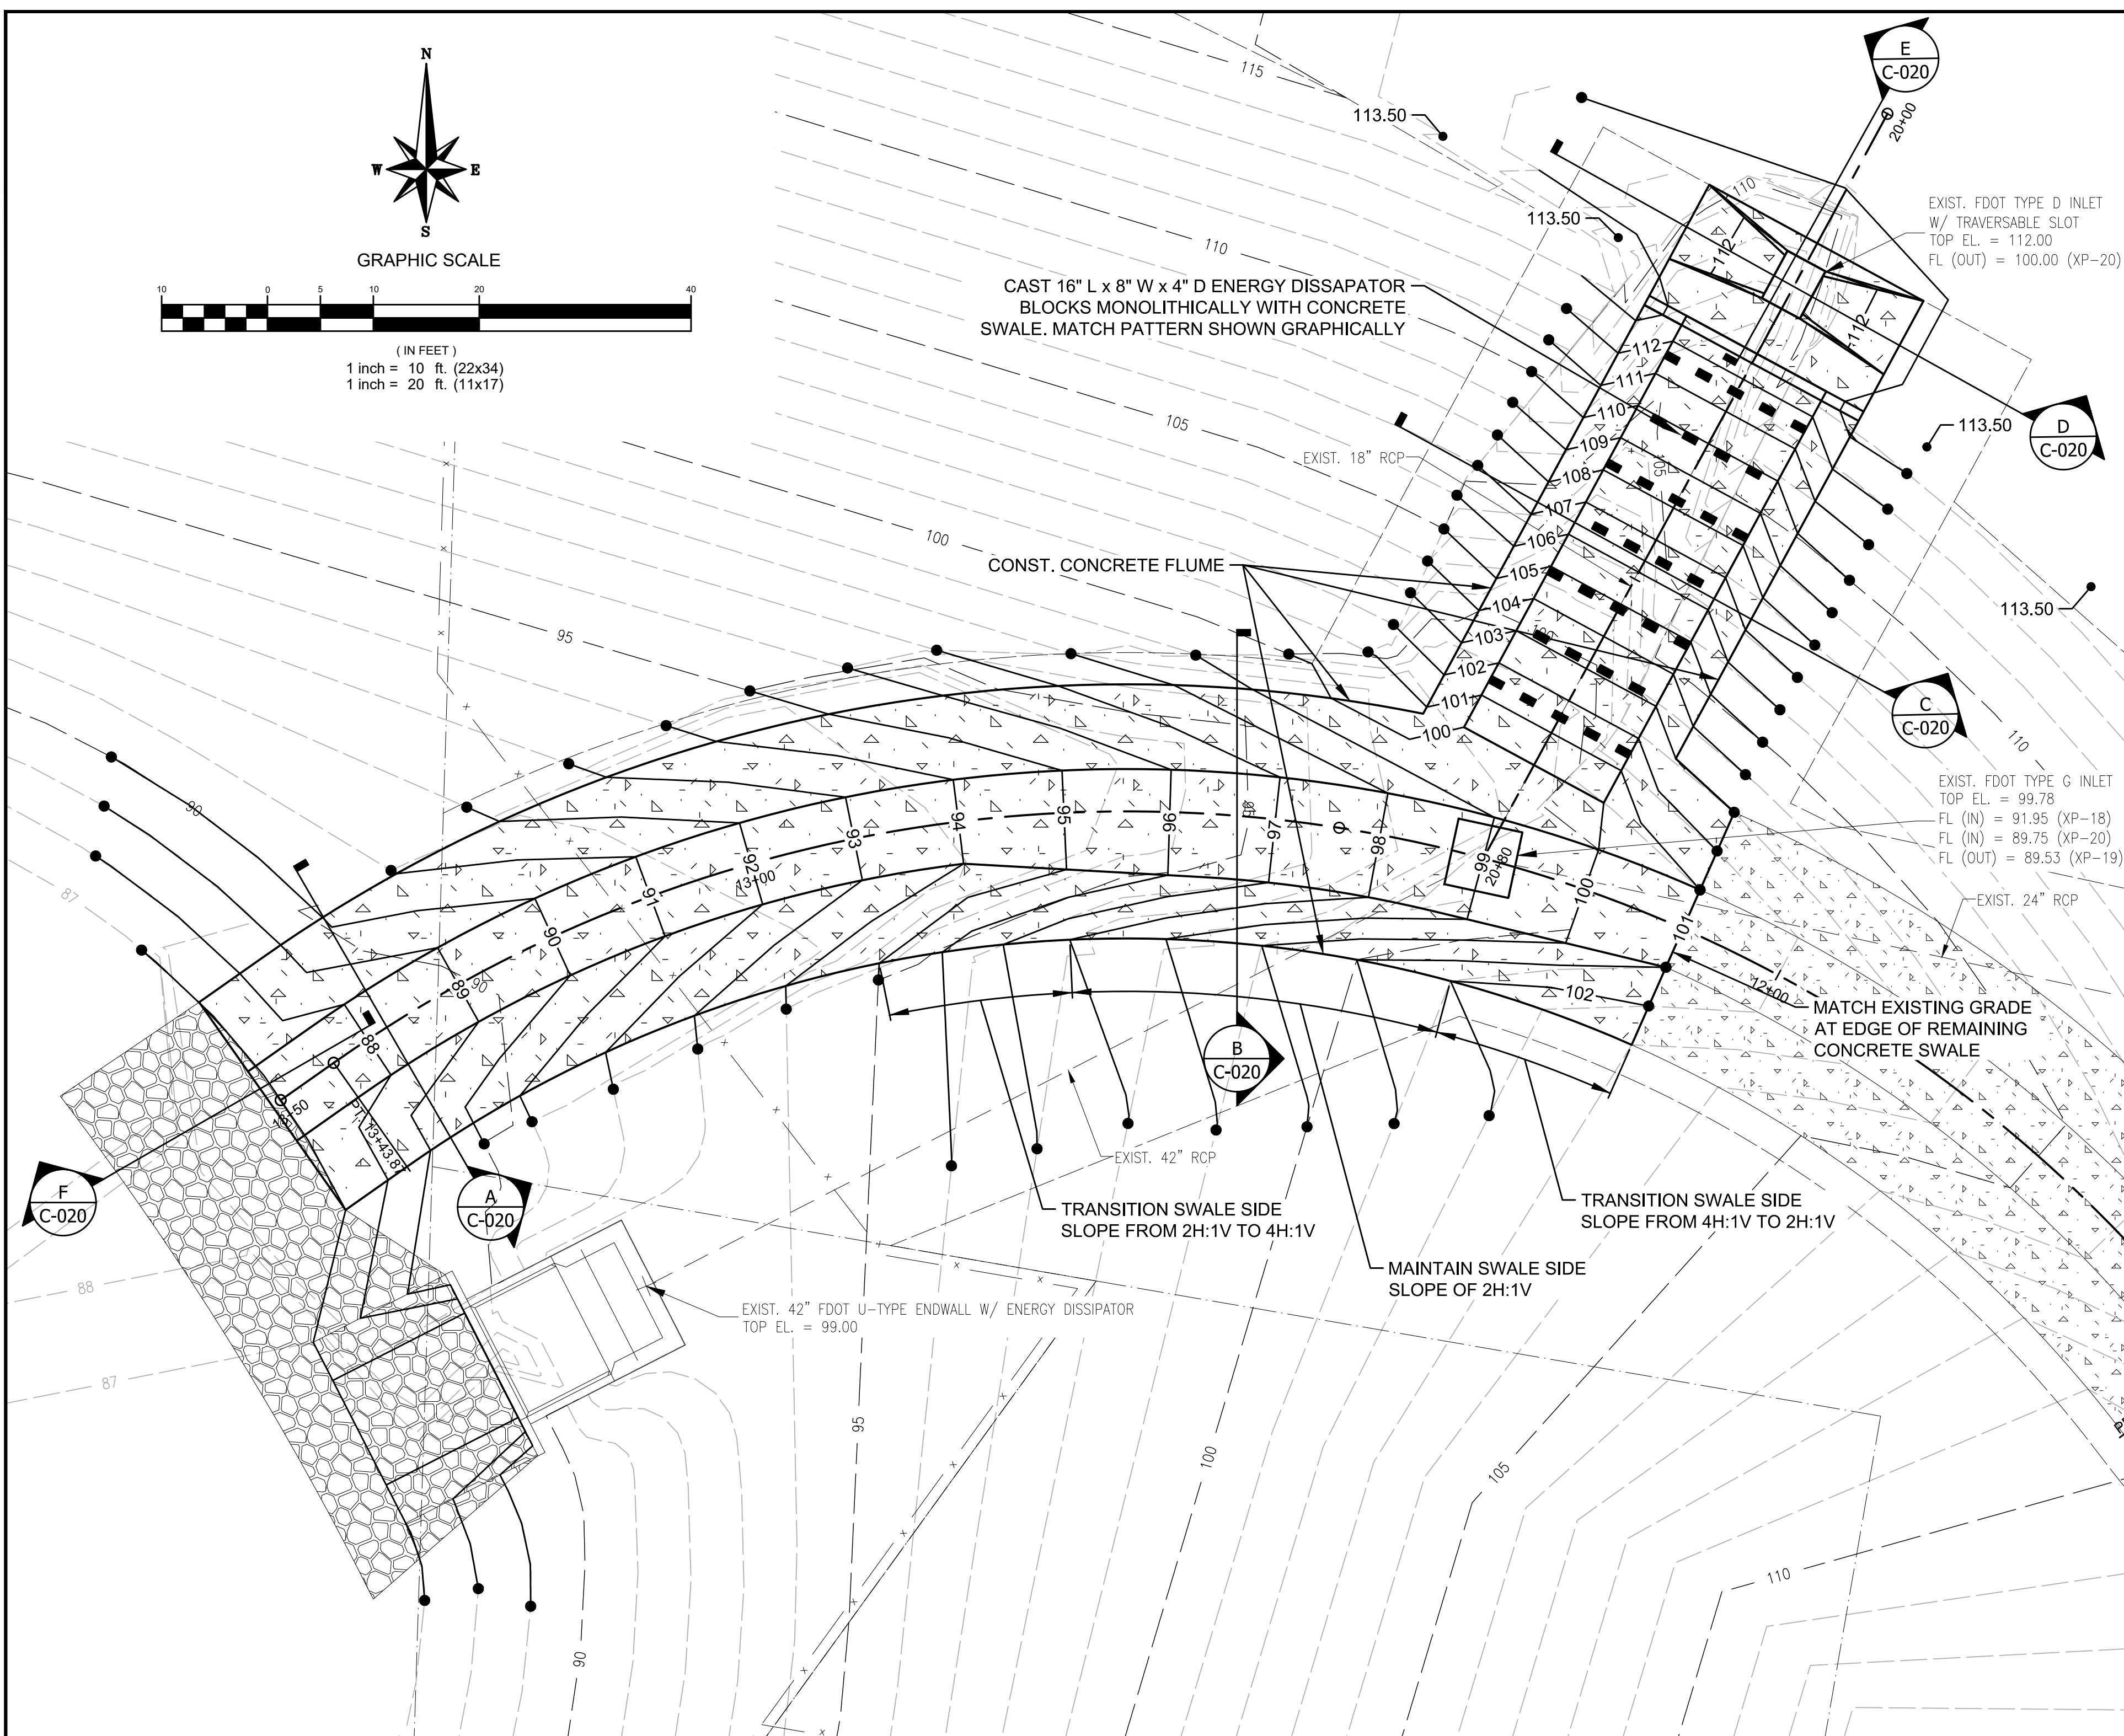 N
W E
S
GRAPHIC SCALE
10 0 5 10 20 40
( IN FEET )
1 inch = 10 ft. (22x34)
1 inch = 20 ft. (11x17)
115
113.50
113.50
110
E
C-020
20+00
110
112
112
EXIST. FDOT TYPE D INLET
W/ TRAVERSABLE SLOT
TOP EL. = 112.00
FL (OUT) = 100.00 (XP-20)
CAST 16" L x 8" W x 4" D ENERGY DISSAPATOR
BLOCKS MONOLITHICALLY WITH CONCRETE
SWALE. MATCH PATTERN SHOWN GRAPHICALLY
112
111
110
109
108
107
106
105
104
103
102
101
100
105
105
EXIST. 18" RCP
113.50
D
C-020
113.50
100
CONST. CONCRETE FLUME
95
C
C-020
110
EXIST. FDOT TYPE G INLET
TOP EL. = 99.78
FL (IN) = 91.95 (XP-18)
FL (IN) = 89.75 (XP-20)
FL (OUT) = 89.53 (XP-19)
EXIST. 24" RCP
90
87
88
89
90
90
91
92
13+00
93
94
95
96
97
95
98
99
20+80
100
101
102
12+00
MATCH EXISTING GRADE
AT EDGE OF REMAINING
CONCRETE SWALE
B
C-020
PT: 13+43.87
F
C-020
A
C-020
EXIST. 42" RCP
TRANSITION SWALE SIDE
SLOPE FROM 2H:1V TO 4H:1V
TRANSITION SWALE SIDE
SLOPE FROM 4H:1V TO 2H:1V
MAINTAIN SWALE SIDE
SLOPE OF 2H:1V
88
87
EXIST. 42" FDOT U-TYPE ENDWALL W/ ENERGY DISSIPATOR
TOP EL. = 99.00
95
100
105
110
90